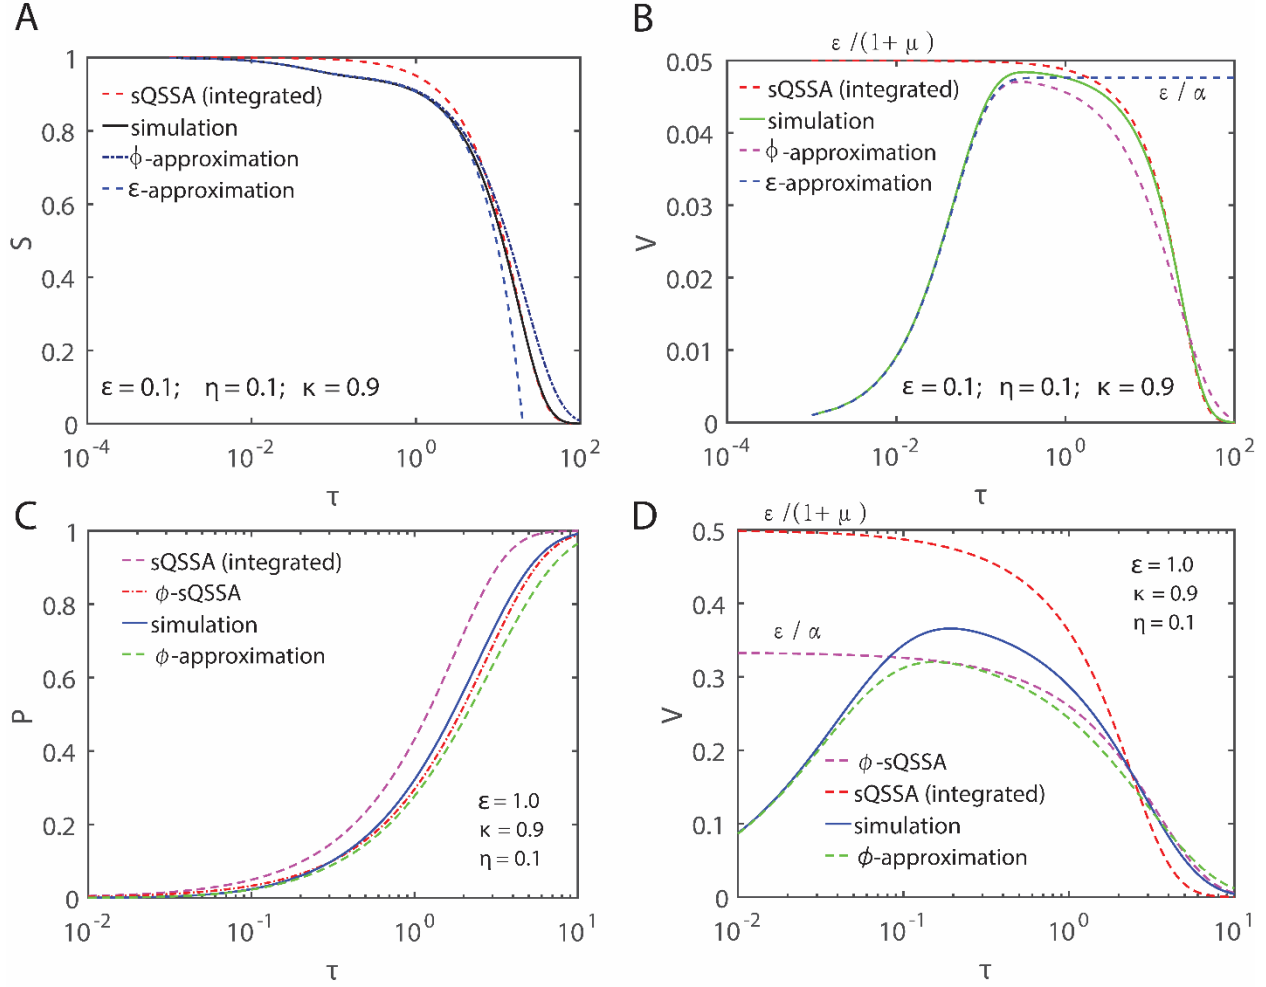 A
1
0.8
0.6
0.4
0.2
0
S
sQSSA (integrated)
simulation
ϕ-approximation
ε-approximation
ε = 0.1; η = 0.1; κ = 0.9
10^-4
10^-2
10^0
10^2
τ
B
ε /(1+ μ )
0.05
0.04
0.03
0.02
0.01
0
V
sQSSA (integrated)
simulation
ϕ -approximation
ε-approximation
ε / α
ε = 0.1; η = 0.1; κ = 0.9
10^-4
10^-2
10^0
10^2
τ
C
1
0.8
0.6
0.4
0.2
0
P
sQSSA (integrated)
ϕ-sQSSA
simulation
ϕ-approximation
ε = 1.0
κ = 0.9
η = 0.1
10^-2
10^-1
10^0
10^1
τ
D
ε /(1+ μ )
0.5
0.4
0.3
0.2
0.1
0
V
ε = 1.0
κ = 0.9
η = 0.1
ε / α
ϕ -sQSSA
sQSSA (integrated)
simulation
ϕ-approximation
10^-2
10^-1
10^0
10^1
τ